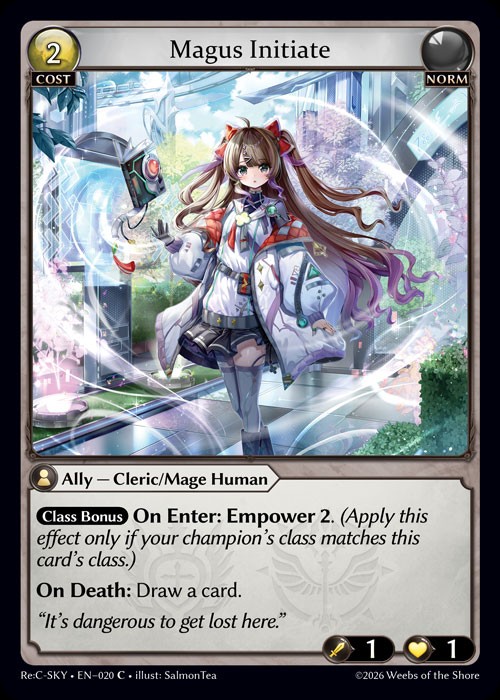 2
Magus Initiate
COST
NORM
Ally — Cleric/Mage Human
Class Bonus On Enter: Empower 2. (Apply this
effect only if your champion's class matches this
card's class.)
On Death: Draw a card.
“It's dangerous to get lost here.”
1
1
Re:C-SKY • EN-020 C • illust: SalmonTea
©2026 Weebs of the Shore